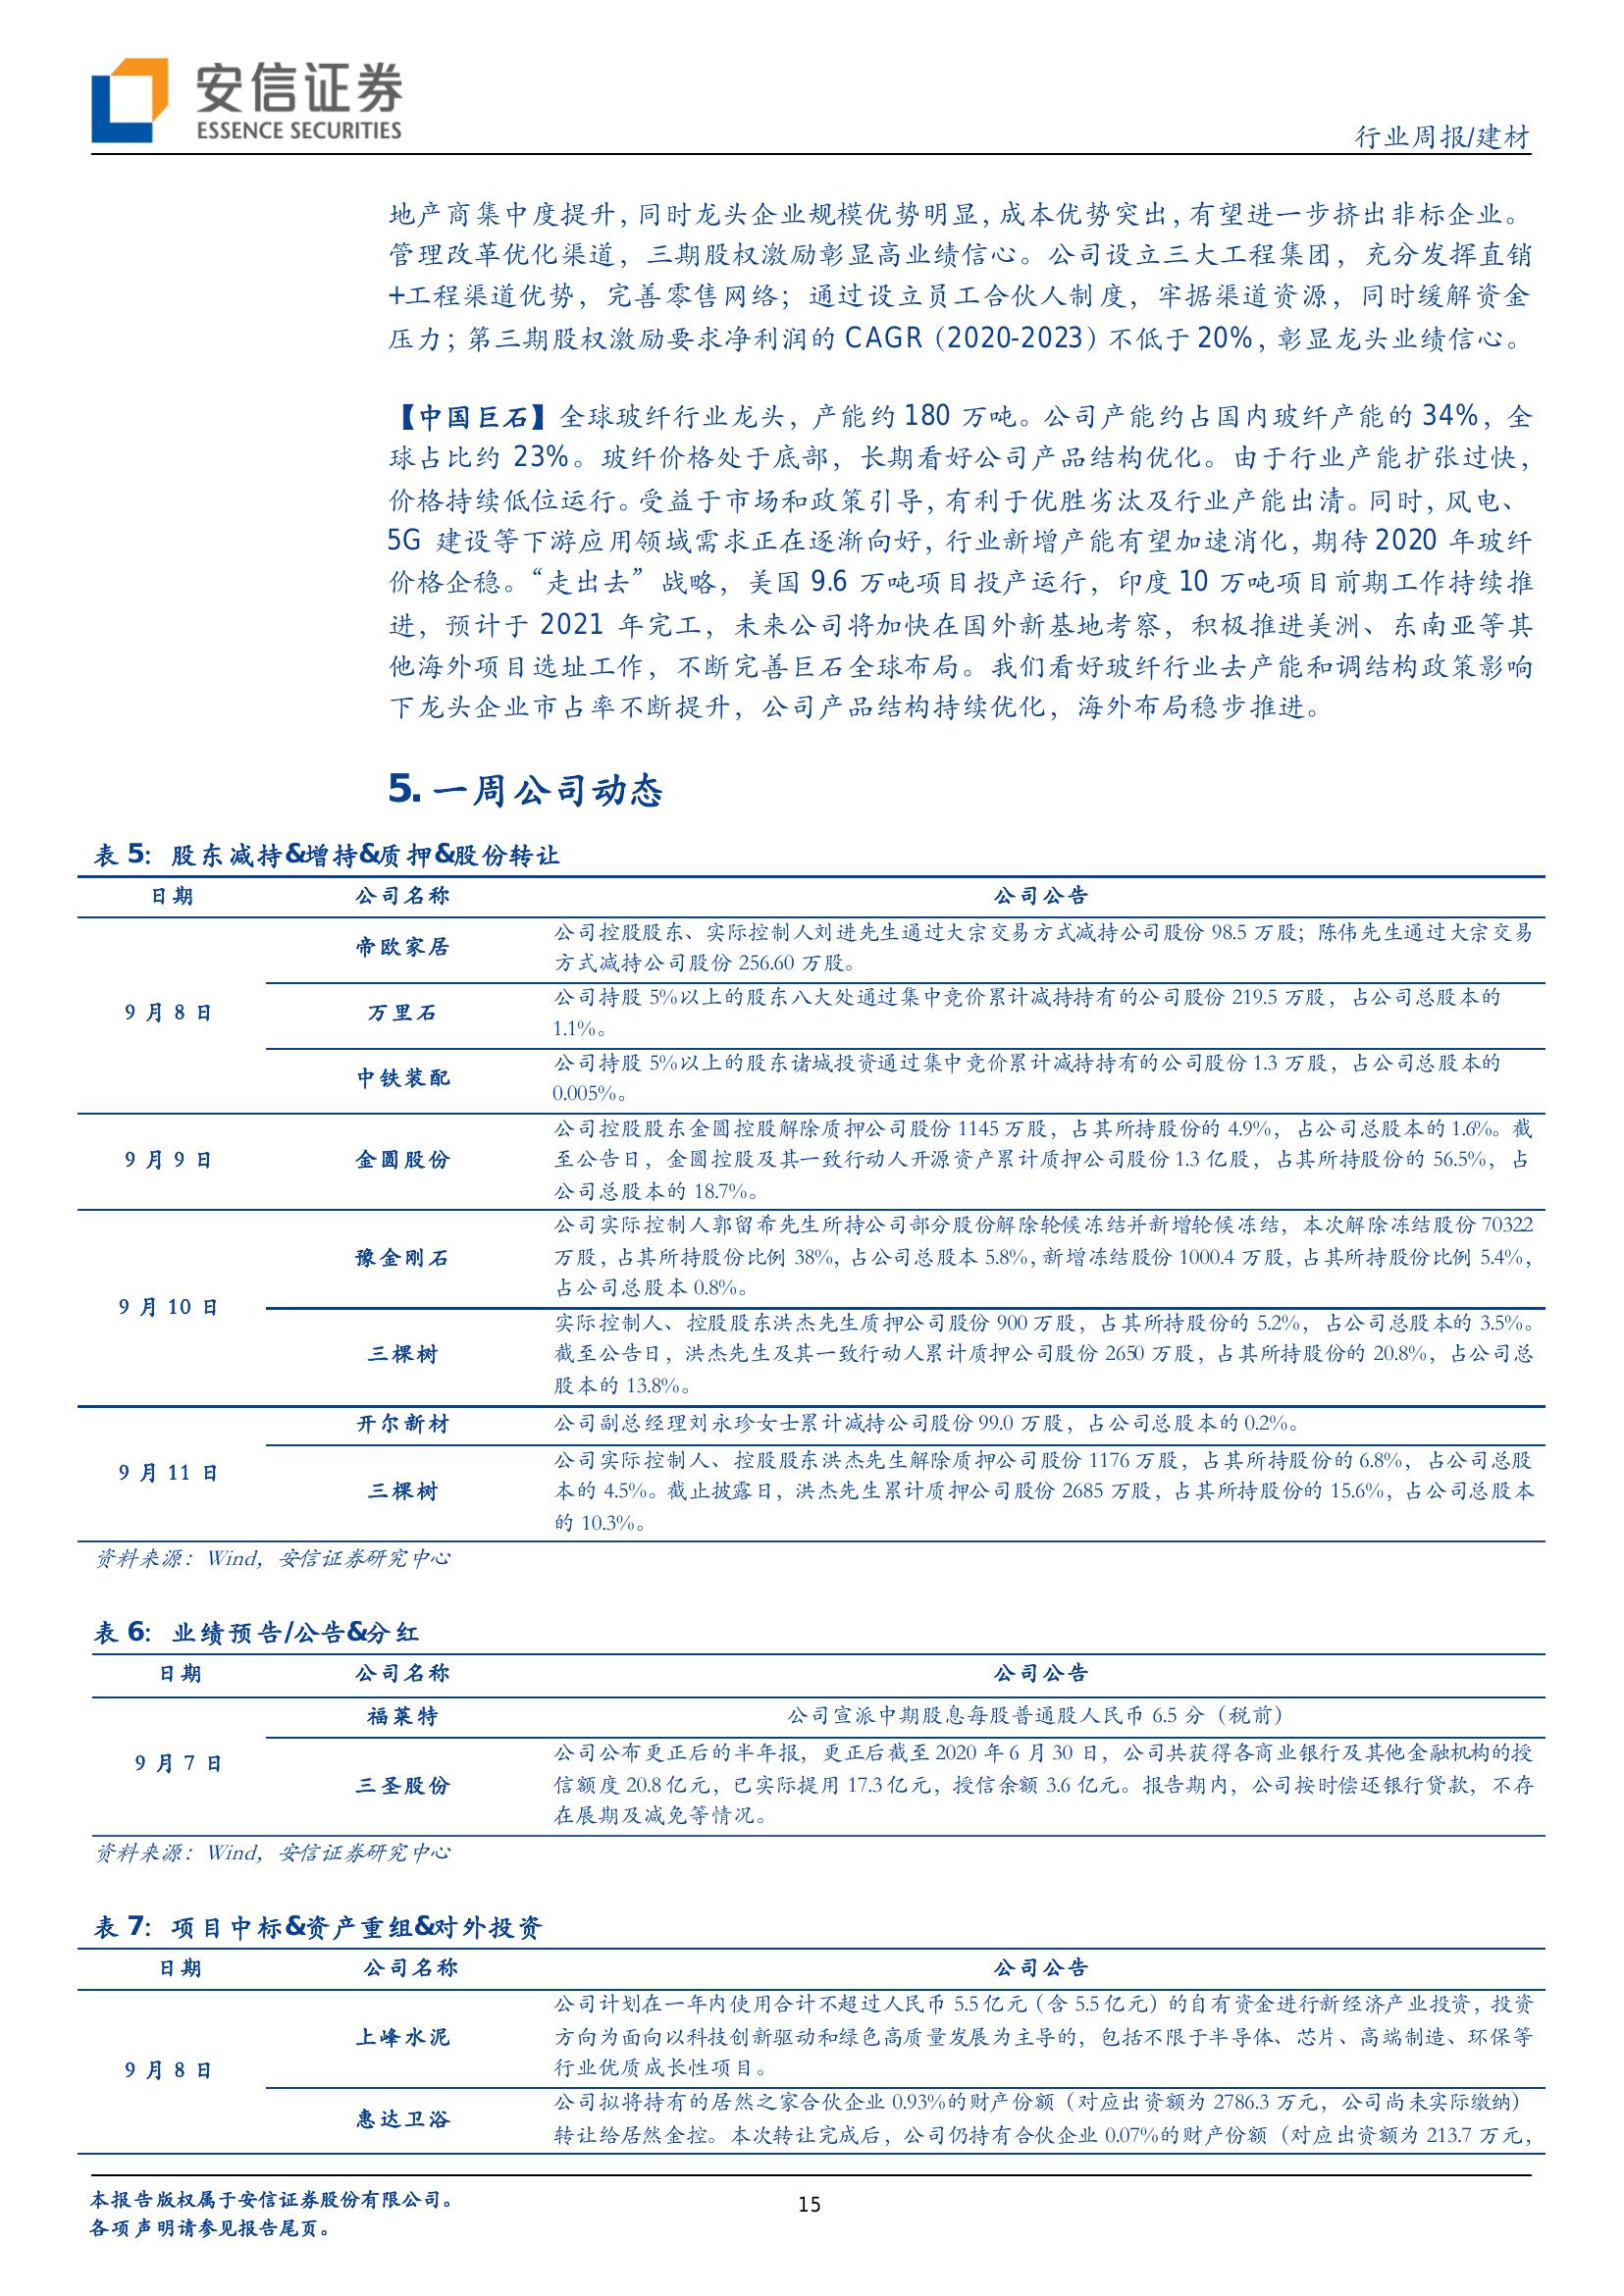 安信证券
ESSENCE SECURITIES
行业周报/建材
地产商集中度提升，同时龙头企业规模优势明显，成本优势突出，有望进一步挤出非标企业。
管理改革优化渠道，三期股权激励彰显高业绩信心。公司设立三大工程集团，充分发挥直销
+工程渠道优势，完善零售网络；通过设立员工合伙人制度，牢据渠道资源，同时缓解资金
压力；第三期股权激励要求净利润的 CAGR（2020-2023）不低于 20%，彰显龙头业绩信心。
【中国巨石】全球玻纤行业龙头，产能约 180 万吨。公司产能约占国内玻纤产能的 34%，全
球占比约 23%。玻纤价格处于底部，长期看好公司产品结构优化。由于行业产能扩张过快，
价格持续低位运行。受益于市场和政策引导，有利于优胜劣汰及行业产能出清。同时，风电、
5G 建设等下游应用领域需求正在逐渐向好，行业新增产能有望加速消化，期待 2020 年玻纤
价格企稳。“走出去”战略，美国 9.6 万吨项目投产运行，印度 10 万吨项目前期工作持续推
进，预计于 2021 年完工，未来公司将加快在国外新基地考察，积极推进美洲、东南亚等其
他海外项目选址工作，不断完善巨石全球布局。我们看好玻纤行业去产能和调结构政策影响
下龙头企业市占率不断提升，公司产品结构持续优化，海外布局稳步推进。
5. 一周公司动态
表 5：股东减持&增持&质押&股份转让
日期 公司名称 公司公告
9 月 8 日
帝欧家居
公司控股股东、实际控制人刘进先生通过大宗交易方式减持公司股份 98.5 万股；陈伟先生通过大宗交易
方式减持公司股份 256.60 万股。
万里石
公司持股 5%以上的股东八大处通过集中竞价累计减持持有的公司股份 219.5 万股，占公司总股本的
1.1%。
中铁装配
公司持股 5%以上的股东诸城投资通过集中竞价累计减持持有的公司股份 1.3 万股，占公司总股本的
0.005%。
9 月 9 日
金圆股份
公司控股股东金圆控股解除质押公司股份 1145 万股，占其所持股份的 4.9%，占公司总股本的 1.6%。截
至公告日，金圆控股及其一致行动人开源资产累计质押公司股份 1.3 亿股，占其所持股份的 56.5%，占
公司总股本的 18.7%。
9 月 10 日
豫金刚石
公司实际控制人郭留希先生所持公司部分股份解除轮候冻结并新增轮候冻结，本次解除冻结股份 7032.2
万股，占其所持股份比例 38%，占公司总股本 5.8%，新增冻结股份 1000.4 万股，占其所持股份比例 5.4%，
占公司总股本 0.8%。
三棵树
实际控制人、控股股东洪杰先生质押公司股份 900 万股，占其所持股份的 5.2%，占公司总股本的 3.5%。
截至公告日，洪杰先生及其一致行动人累计质押公司股份 2650 万股，占其所持股份的 20.8%，占公司总
股本的 13.8%。
9 月 11 日
开尔新材
公司副总经理刘永珍女士累计减持公司股份 99.0 万股，占公司总股本的 0.2%。
三棵树
公司实际控制人、控股股东洪杰先生解除质押公司股份 1176 万股，占其所持股份的 6.8%，占公司总股
本的 4.5%。截止披露日，洪杰先生累计质押公司股份 2685 万股，占其所持股份的 15.6%，占公司总股本
的 10.3%。
资料来源：Wind，安信证券研究中心
表 6：业绩预告/公告&分红
日期 公司名称 公司公告
9 月 7 日
福莱特
公司宣派中期股息每股普通股人民币 6.5 分（税前）
三圣股份
公司公布更正后的半年报，更正后截至 2020 年 6 月 30 日，公司共获得各商业银行及其他金融机构的授
信额度 20.8 亿元，已实际提用 17.3 亿元，授信余额 3.6 亿元。报告期内，公司按时偿还银行贷款，不存
在展期及减免等情况。
资料来源：Wind，安信证券研究中心
表 7：项目中标&资产重组&对外投资
日期 公司名称 公司公告
9 月 8 日
上峰水泥
公司计划在一年内使用合计不超过人民币 5.5 亿元（含 5.5 亿元）的自有资金进行新经济产业投资，投资
方向为面向以科技创新驱动和绿色高质量发展为主导的，包括不限于半导体、芯片、高端制造、环保等
行业优质成长性项目。
惠达卫浴
公司拟将持有的居然之家合伙企业 0.93%的财产份额（对应出资额为 2786.3 万元，公司尚未实际缴纳）
转让给居然金控。本次转让完成后，公司仍持有合伙企业 0.07%的财产份额（对应出资额为 213.7 万元，
本报告版权属于安信证券股份有限公司。
各项声明请参见报告尾页。
15